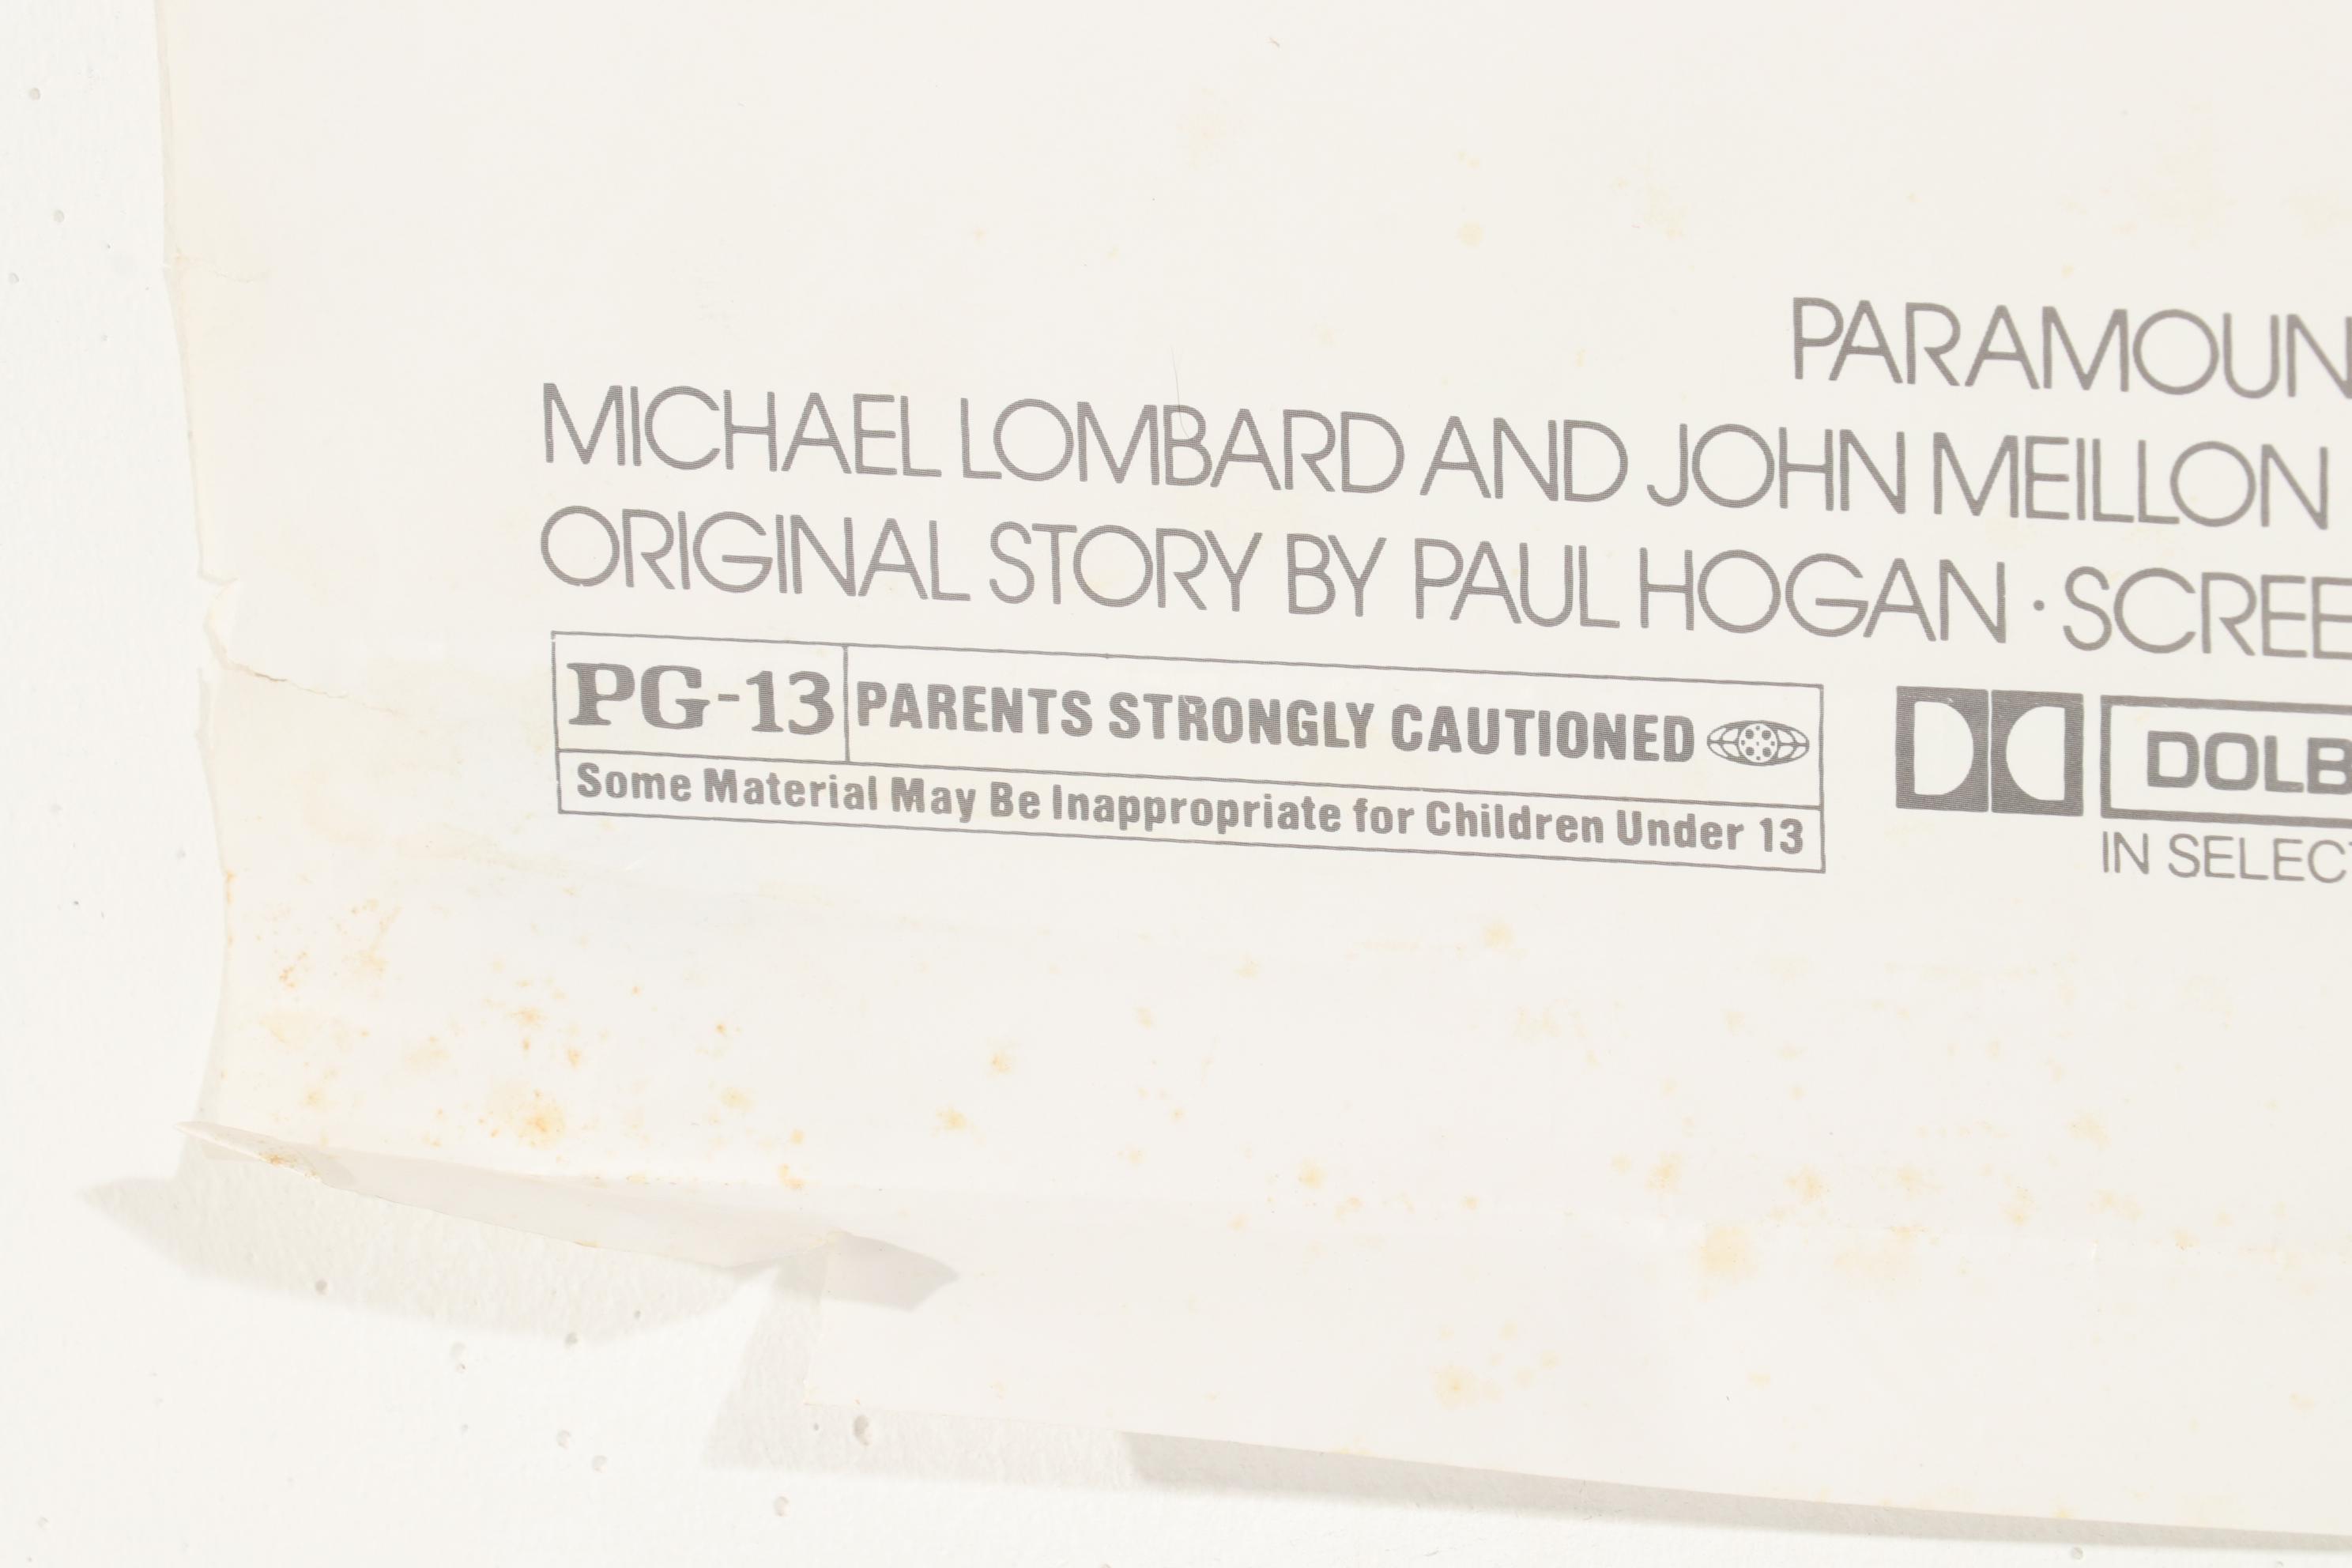 PARAMOUN
MICHAEL LOMBARD AND JOHN MEILLON
ORIGINAL STORY BY PAUL HOGAN · SCREE
PG-13 PARENTS STRONGLY CAUTIONED
Some Material May Be Inappropriate for Children Under 13
DOLB
IN SELECT